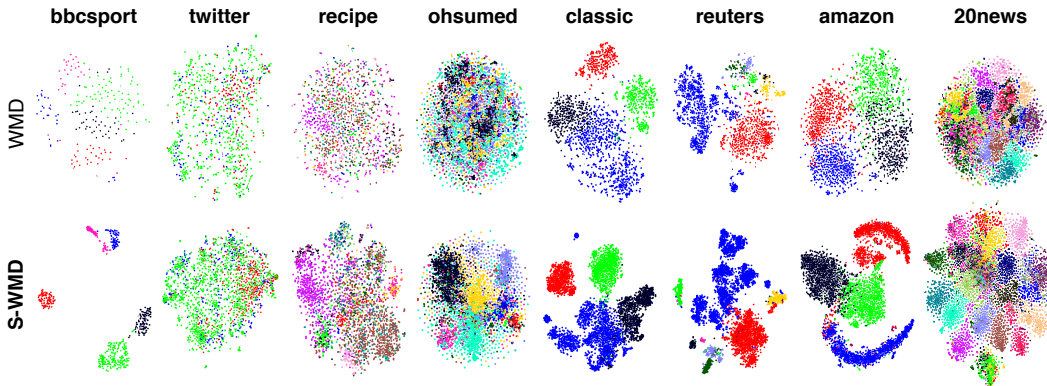 bbcsport twitter recipe ohsumed classic reuters amazon 20news
WMD
S-WMD